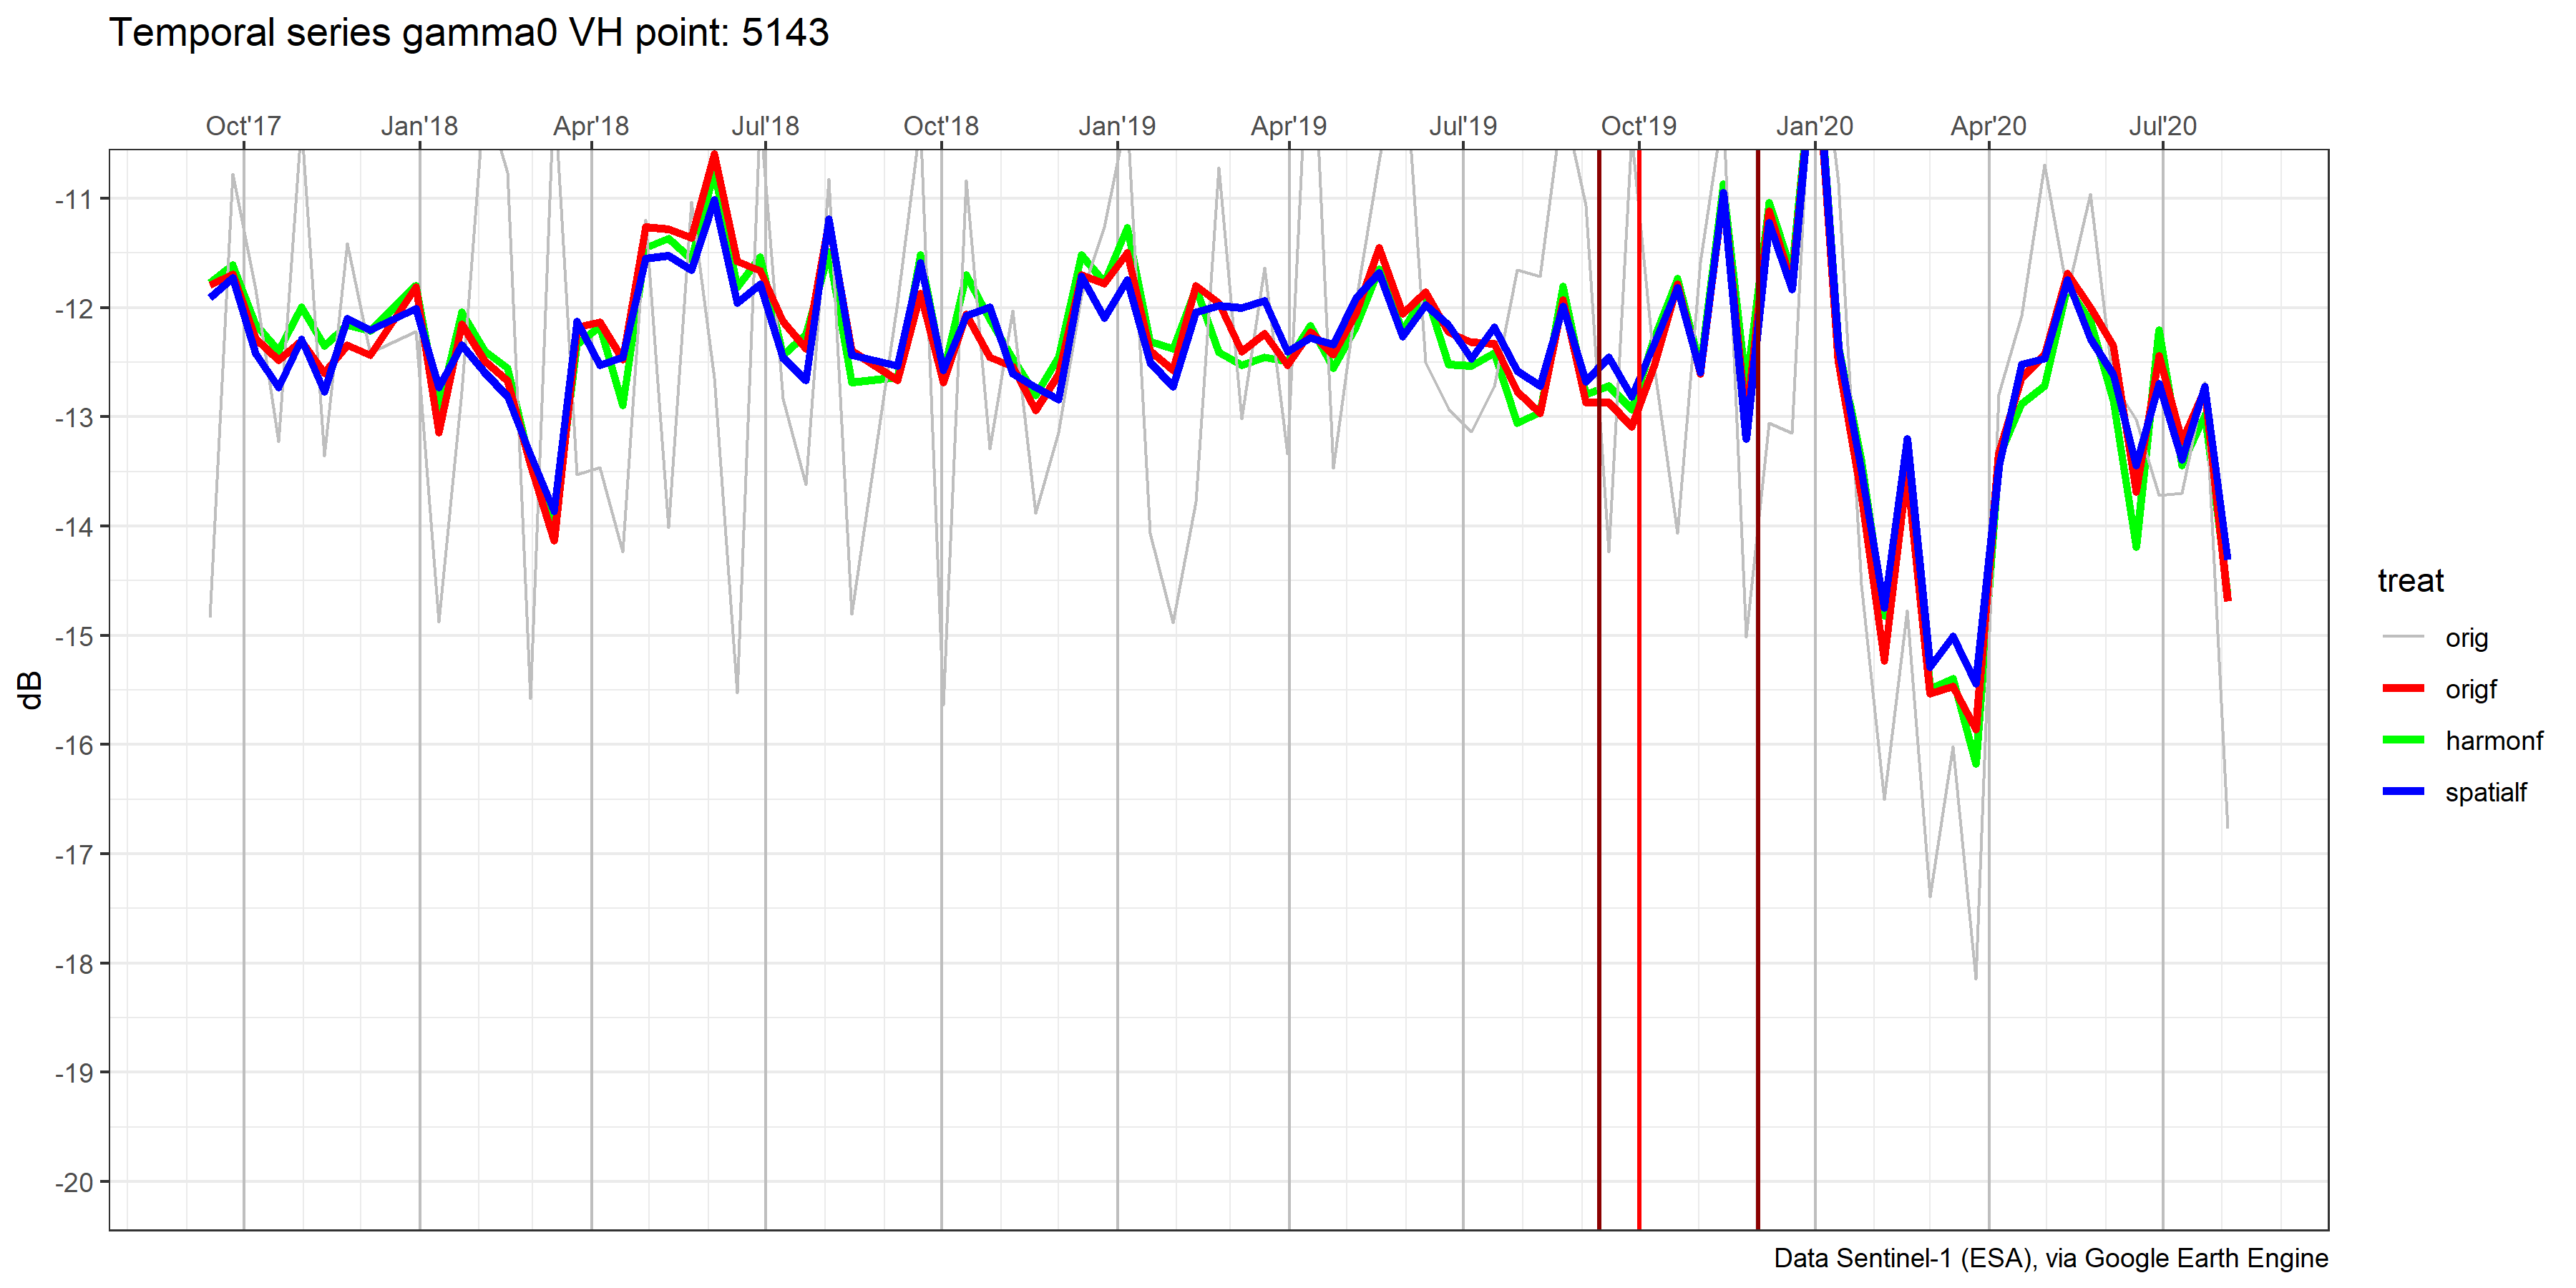 Temporal series gamma0 VH point: 5143
Oct'17 Jan'18 Apr'18 Jul'18 Oct'18 Jan'19 Apr'19 Jul'19 Oct'19 Jan'20 Apr'20 Jul'20
-11
-12
-13
-14
-15
-16
-17
-18
-19
-20
dB
treat
orig
origf
harmonf
spatialf
Data Sentinel-1 (ESA), via Google Earth Engine